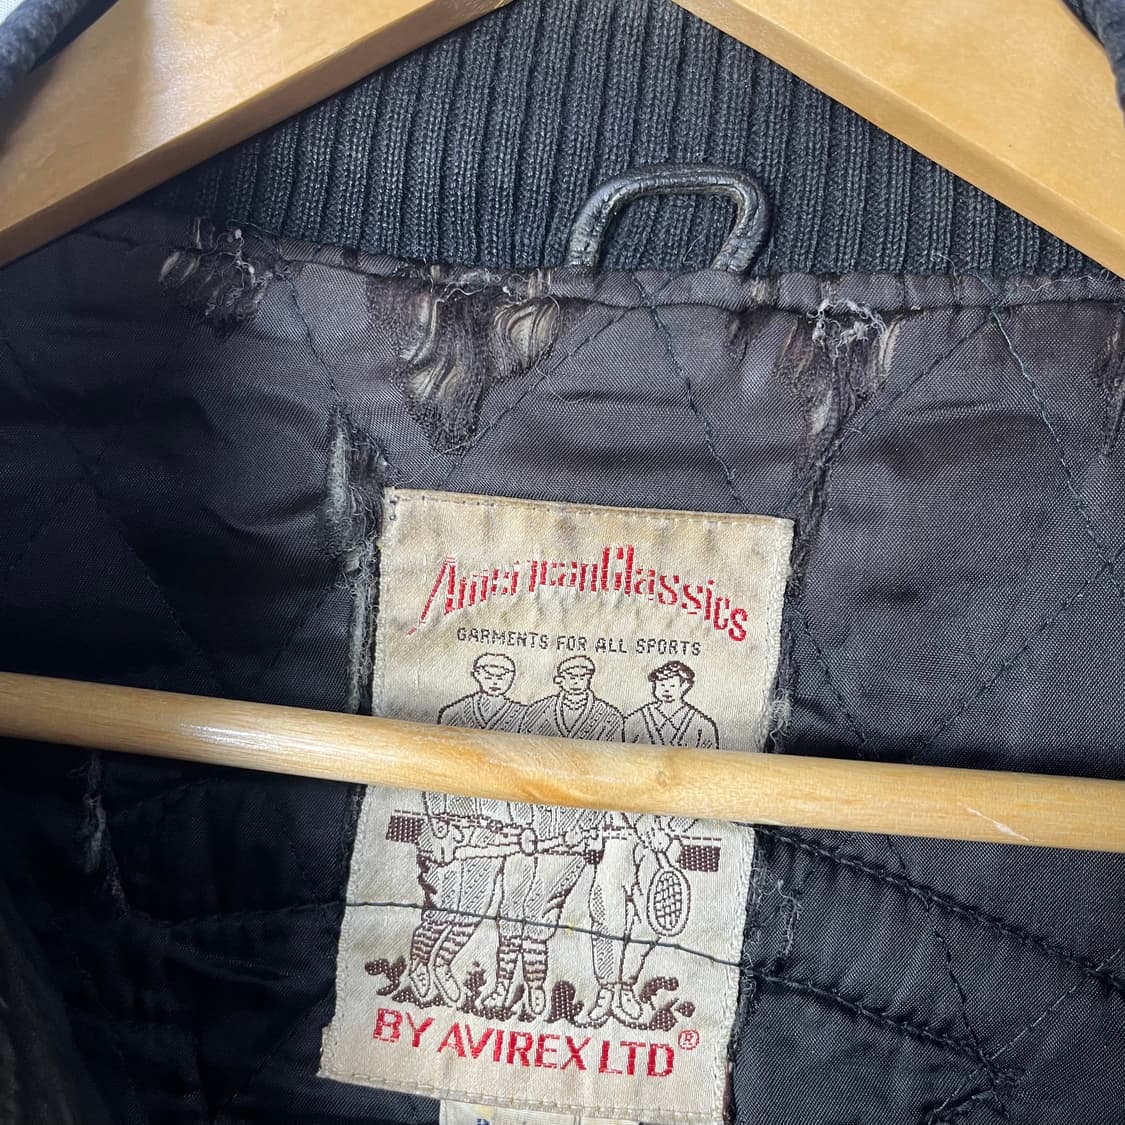 AmericanClassics
GARMENTS FOR ALL SPORTS
BY AVIREX LTD®